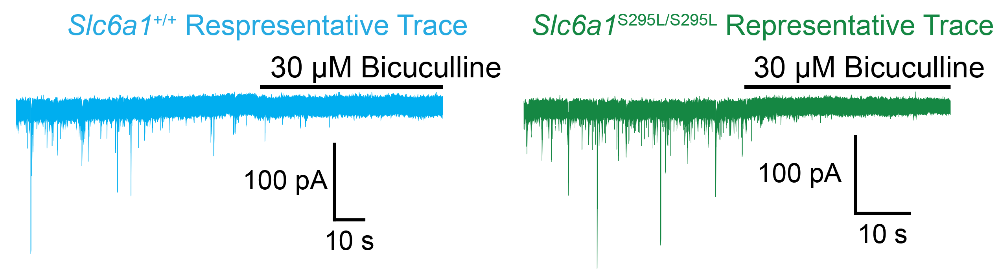 Slc6a1+/+ Respresentative Trace
30 µM Bicuculline
100 pA
10 s
Slc6a1S295L/S295L Representative Trace
30 µM Bicuculline
100 pA
10 s